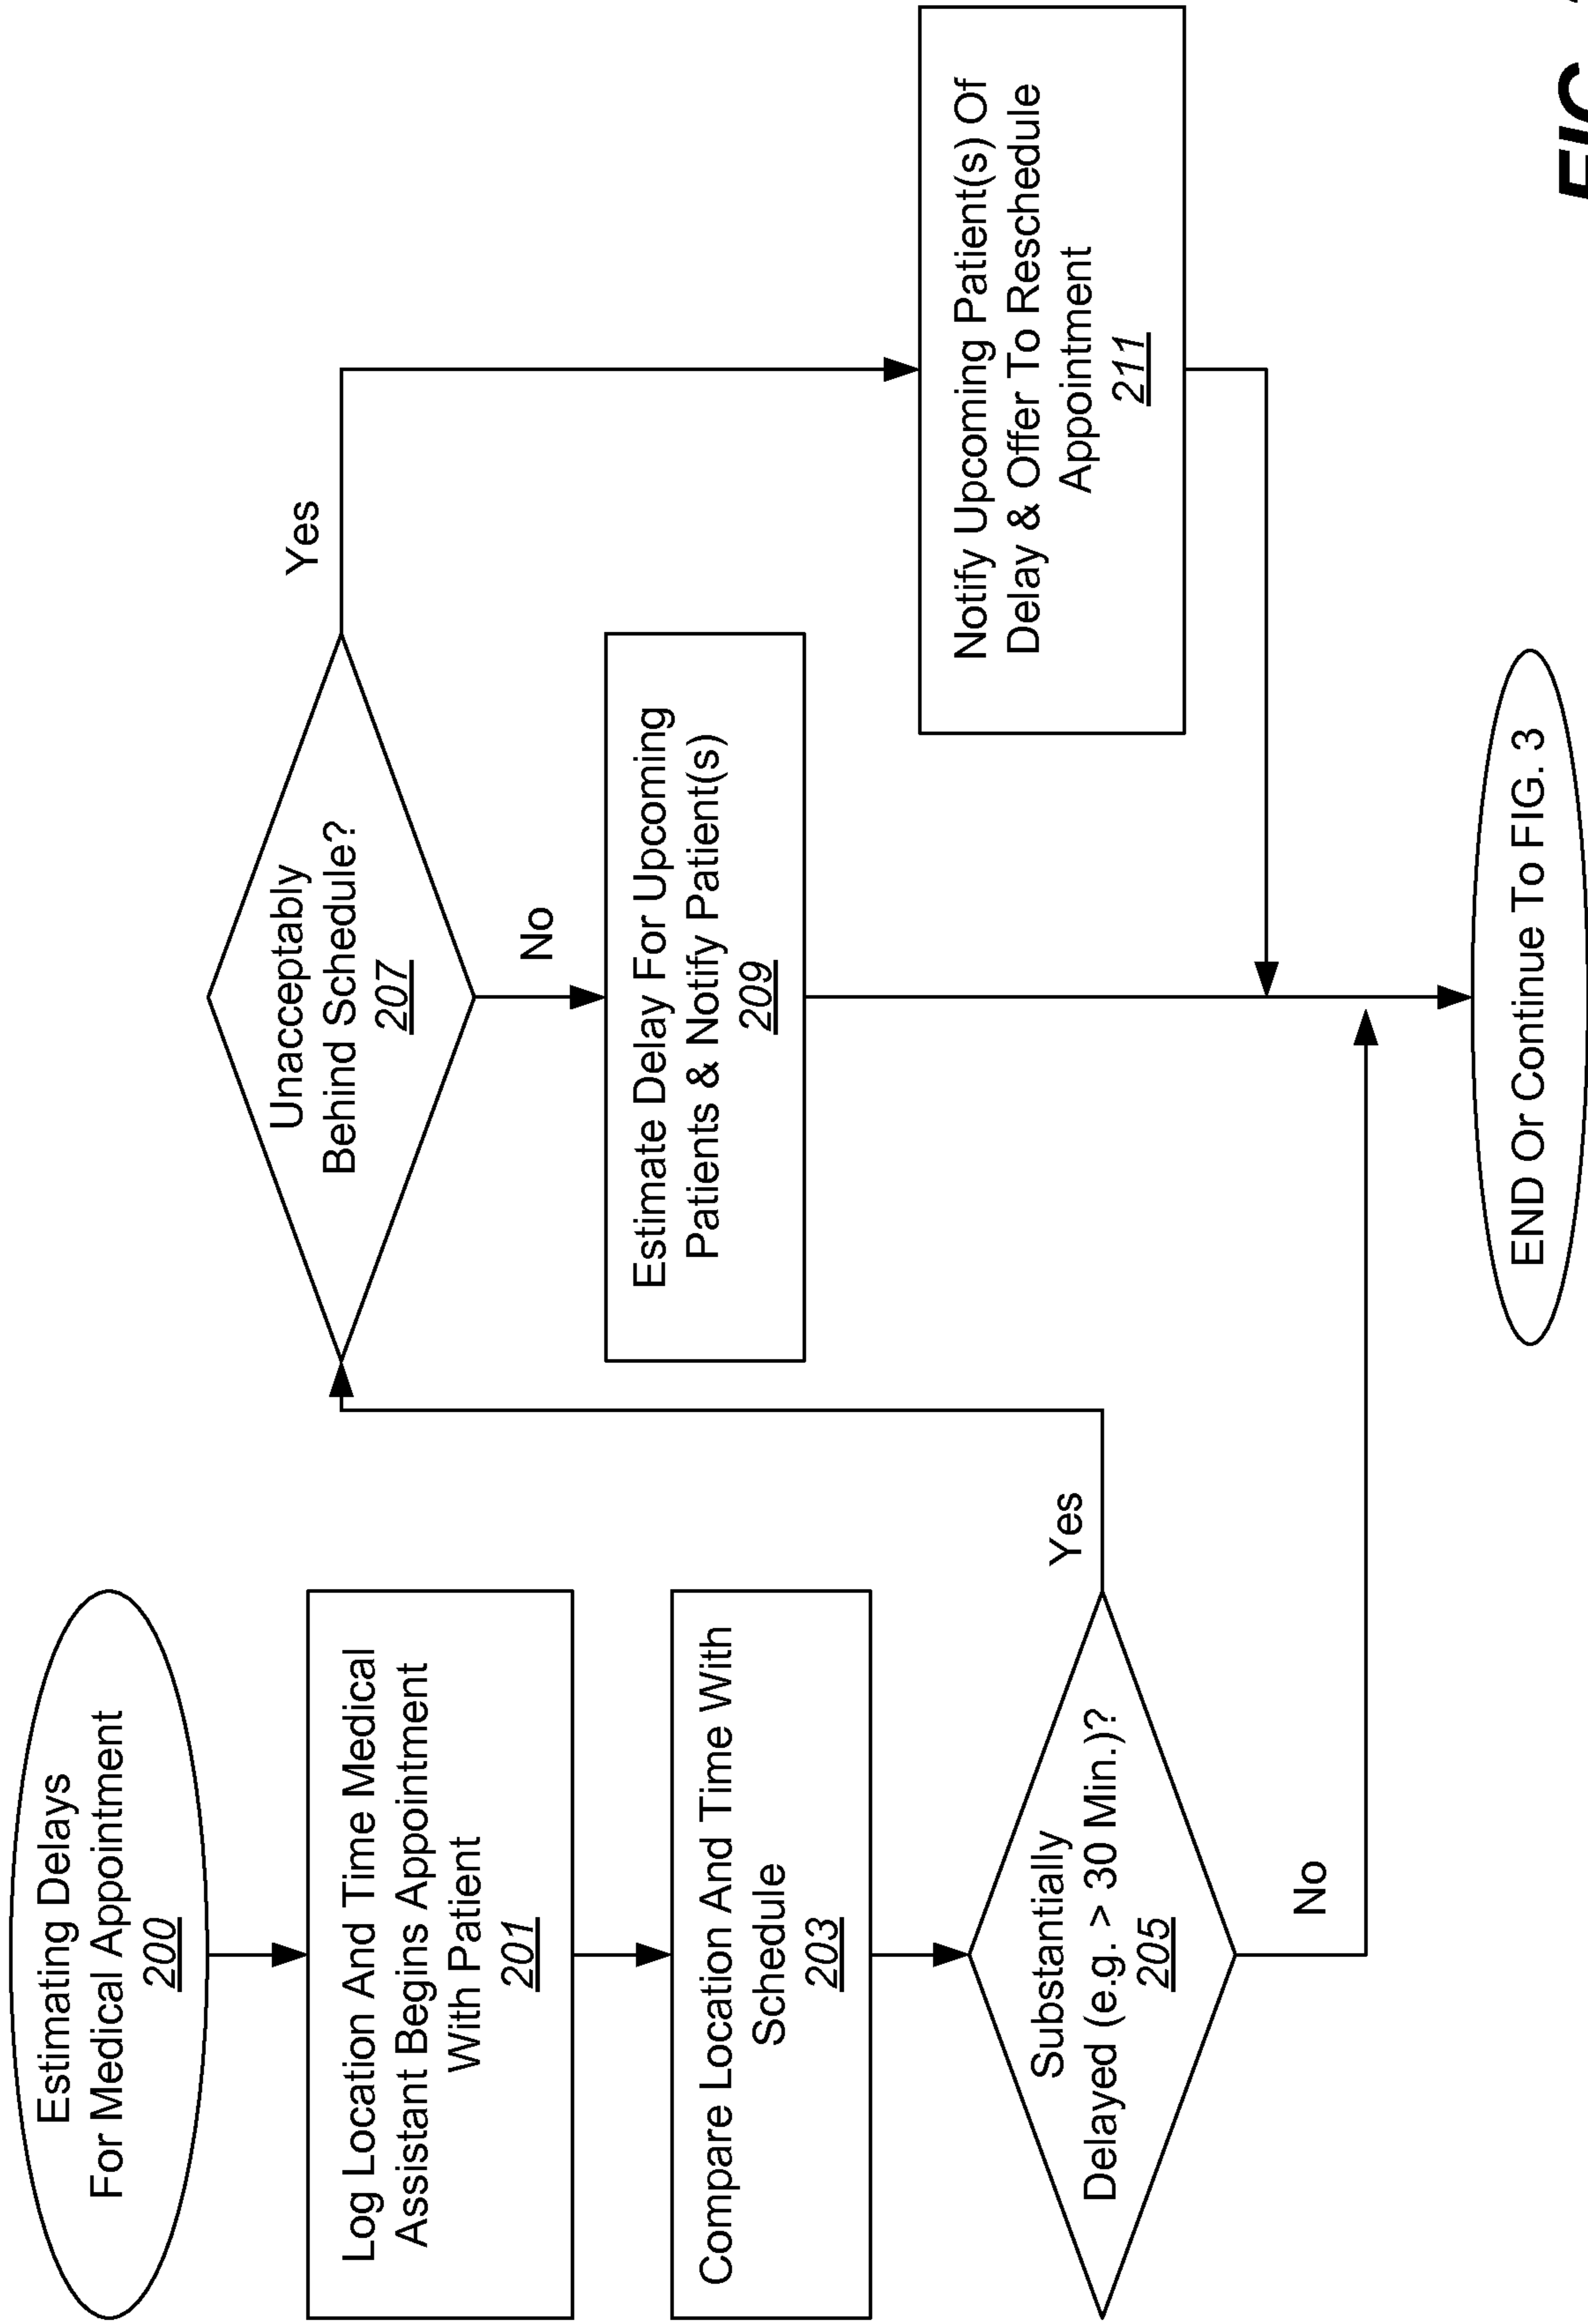 Estimating Delays
For Medical Appointment
200
Log Location And Time Medical
Assistant Begins Appointment
With Patient
201
Compare Location And Time With
Schedule
203
Substantially
Delayed (e.g. > 30 Min.)?
205
Yes
No
Unacceptably
Behind Schedule?
207
Yes
No
Estimate Delay For Upcoming
Patients & Notify Patient(s)
209
Notify Upcoming Patient(s) Of
Delay & Offer To Reschedule
Appointment
211
END Or Continue To FIG. 3